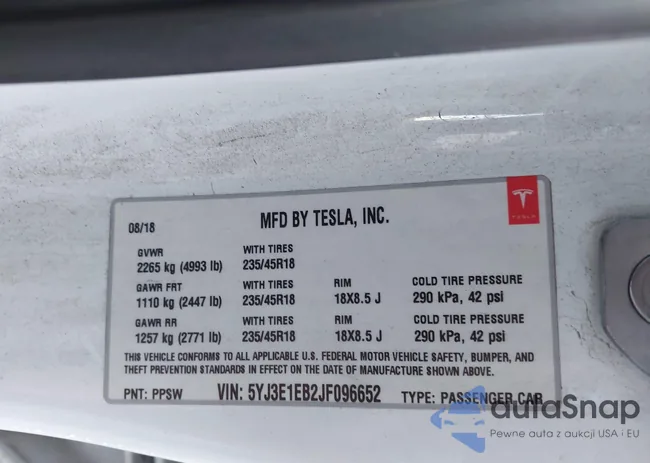 08/18 MFD BY TESLA, INC.
TESLA
GVWR WITH TIRES
2265 kg (4993 lb) 235/45R18
GAWR FRT WITH TIRES RIM COLD TIRE PRESSURE
1110 kg (2447 lb) 235/45R18 18X8.5 J 290 kPa, 42 psi
GAWR RR WITH TIRES RIM COLD TIRE PRESSURE
1257 kg (2771 lb) 235/45R18 18X8.5 J 290 kPa, 42 psi
THIS VEHICLE CONFORMS TO ALL APPLICABLE U.S. FEDERAL MOTOR VEHICLE SAFETY, BUMPER, AND
THEFT PREVENTION STANDARDS IN EFFECT ON THE DATE OF MANUFACTURE SHOWN ABOVE.
PNT: PPSW VIN: 5YJ3E1EB2JF096652 TYPE: PASSENGER CAR
autaSnap
Pewne auta z aukcji USA i EU